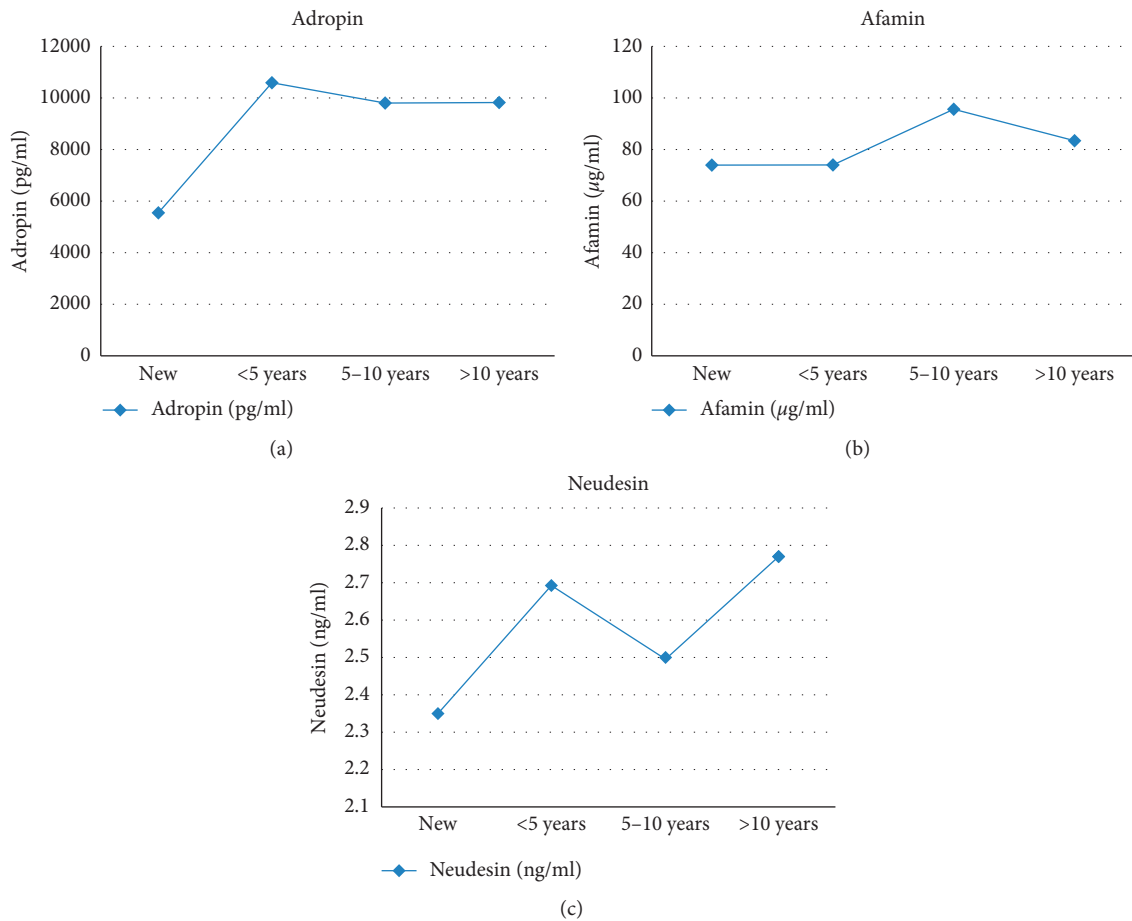 Adropin
Adropin (pg/ml)
12000
10000
8000
6000
4000
2000
0
New <5 years 5–10 years >10 years
Adropin (pg/ml)
(a)
Afamin
Afamin (µg/ml)
120
100
80
60
40
20
0
New <5 years 5–10 years >10 years
Afamin (µg/ml)
(b)
Neudesin
Neudesin (ng/ml)
2.9
2.8
2.7
2.6
2.5
2.4
2.3
2.2
2.1
New <5 years 5–10 years >10 years
Neudesin (ng/ml)
(c)